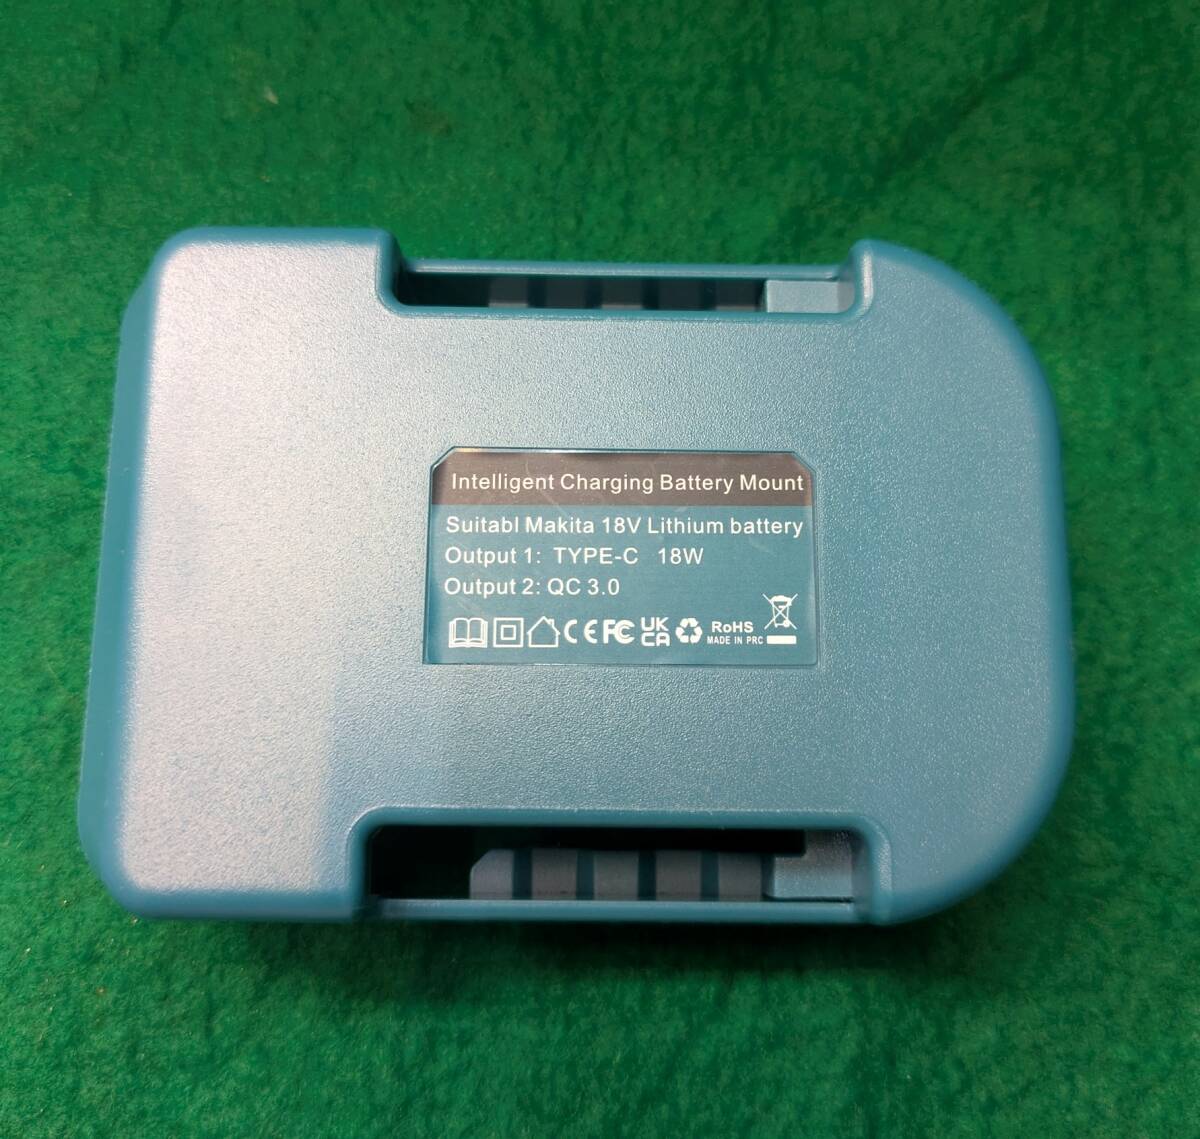 Intelligent Charging Battery Mount
Suitabl Makita 18V Lithium battery
Output 1: TYPE-C 18W
Output 2: QC 3.0
CE FC UK CA RoHS
MADE IN PRC